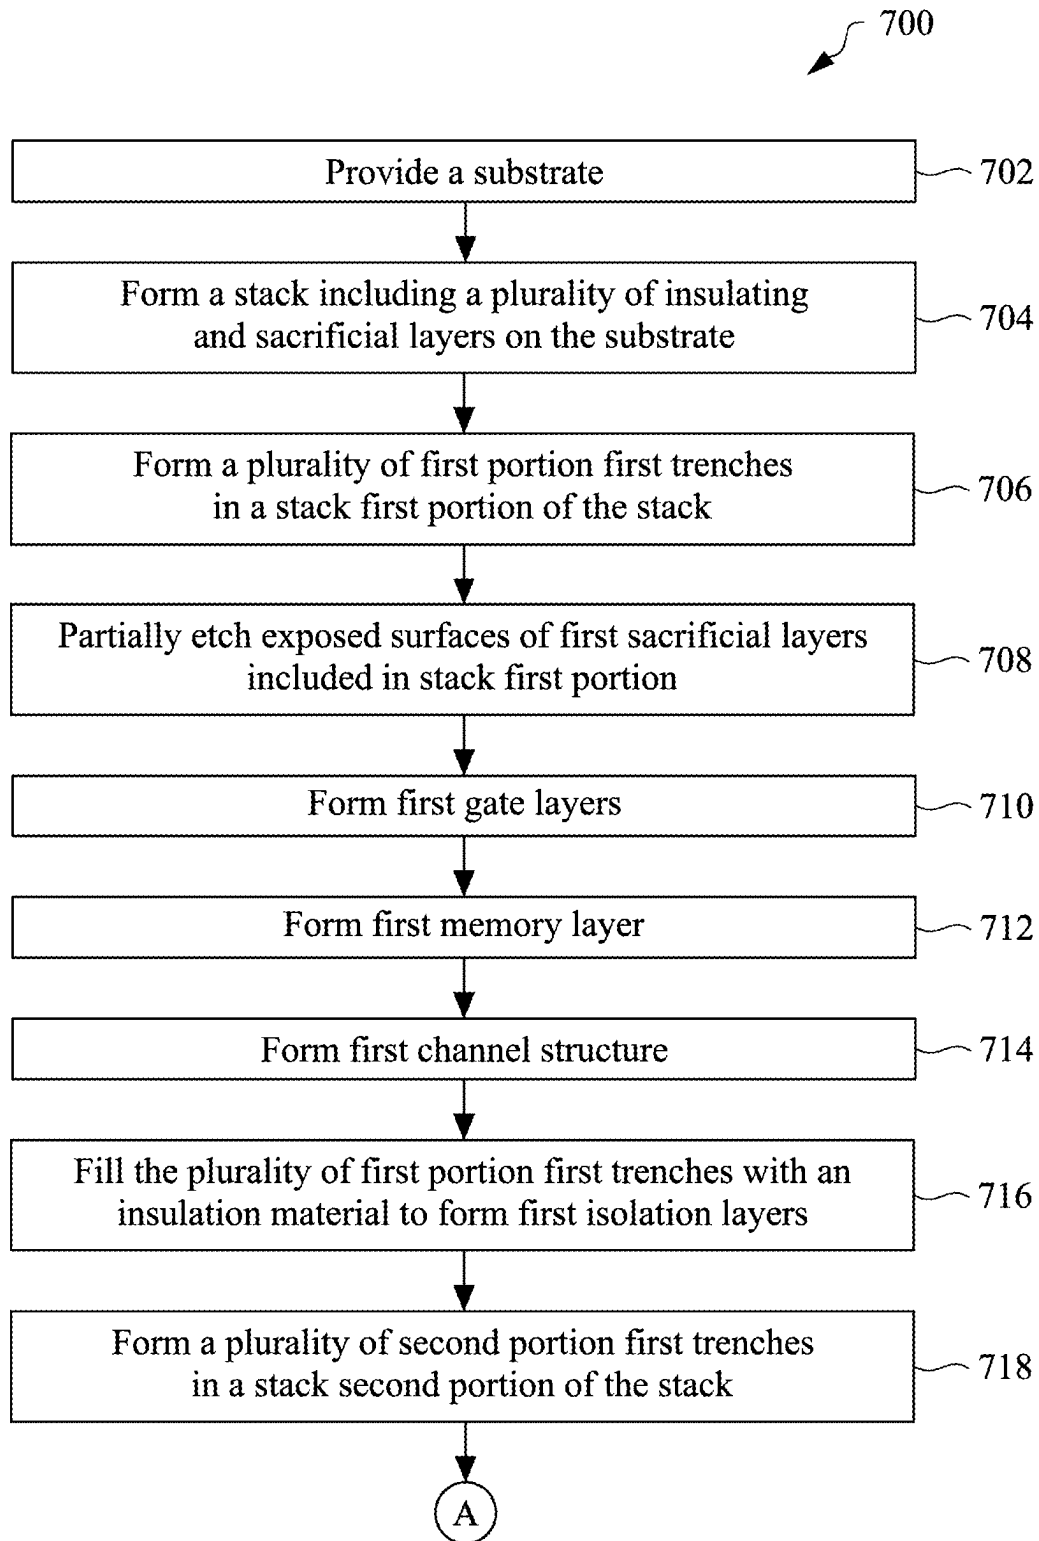 700
Provide a substrate
702
Form a stack including a plurality of insulating
and sacrificial layers on the substrate
704
Form a plurality of first portion first trenches
in a stack first portion of the stack
706
Partially etch exposed surfaces of first sacrificial layers
included in stack first portion
708
Form first gate layers
710
Form first memory layer
712
Form first channel structure
714
Fill the plurality of first portion first trenches with an
insulation material to form first isolation layers
716
Form a plurality of second portion first trenches
in a stack second portion of the stack
718
A